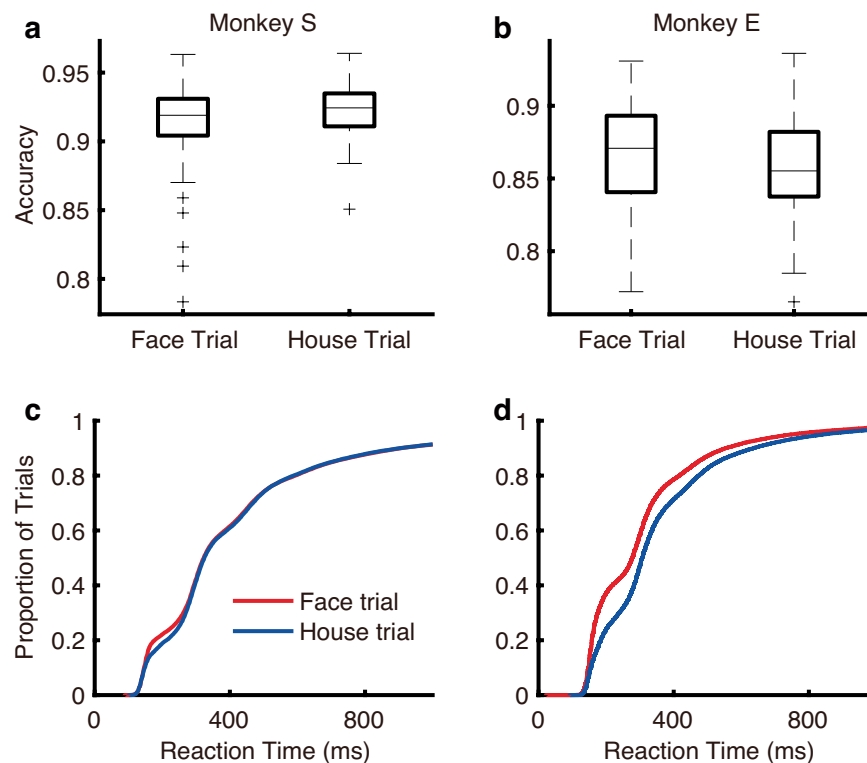 a
Monkey S
Accuracy
0.95
0.9
0.85
0.8
Face Trial
House Trial
b
Monkey E
0.9
0.85
0.8
Face Trial
House Trial
c
Proportion of Trials
1
0.8
0.6
0.4
0.2
0
Face trial
House trial
0
400
800
Reaction Time (ms)
d
1
0.8
0.6
0.4
0.2
0
0
400
800
Reaction Time (ms)